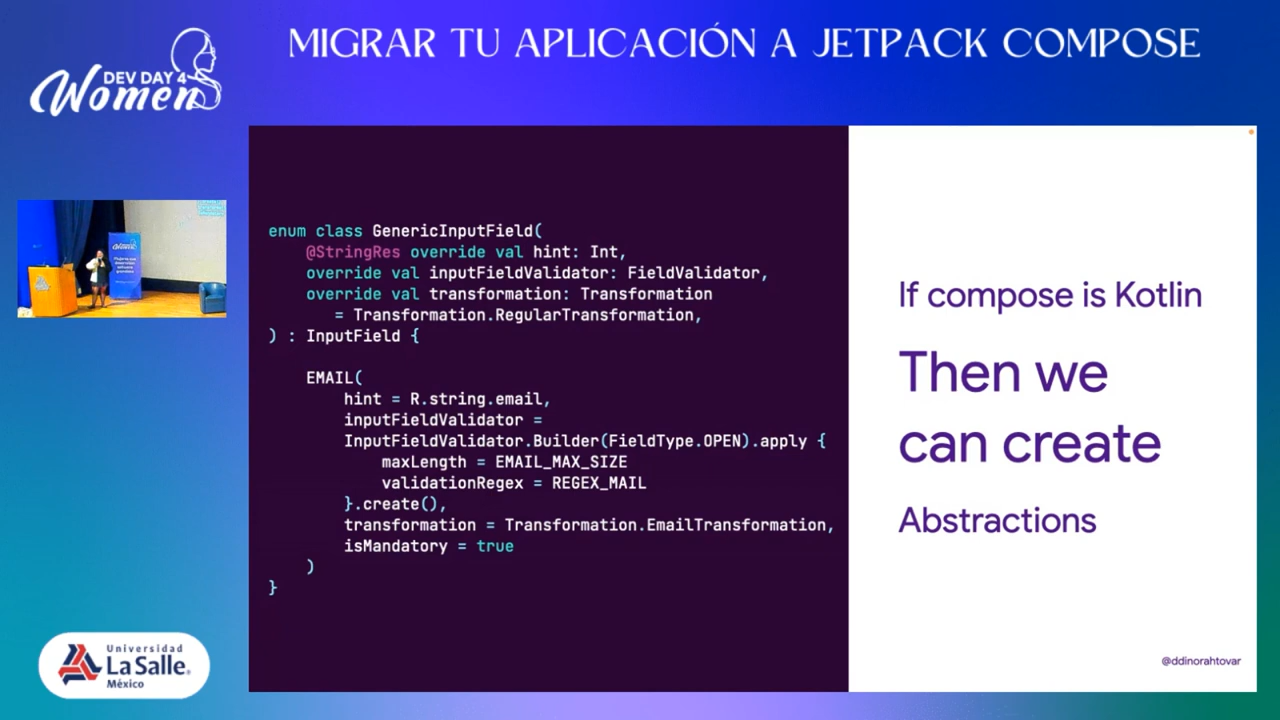 MIGRAR TU APLICACIÓN A JETPACK COMPOSE
DEV DAY 4
Women
enum class GenericInputField(
    @StringRes override val hint: Int,
    override val inputFieldValidator: FieldValidator,
    override val transformation: Transformation
        = Transformation.RegularTransformation,
) : InputField {
    EMAIL(
        hint = R.string.email,
        inputFieldValidator =
        InputFieldValidator.Builder(FieldType.OPEN).apply {
            maxLength = EMAIL_MAX_SIZE
            validationRegex = REGEX_MAIL
        }.create(),
        transformation = Transformation.EmailTransformation,
        isMandatory = true
    )
}
If compose is Kotlin
Then we
can create
Abstractions
@ddinorahtovar
Universidad
La Salle®
México